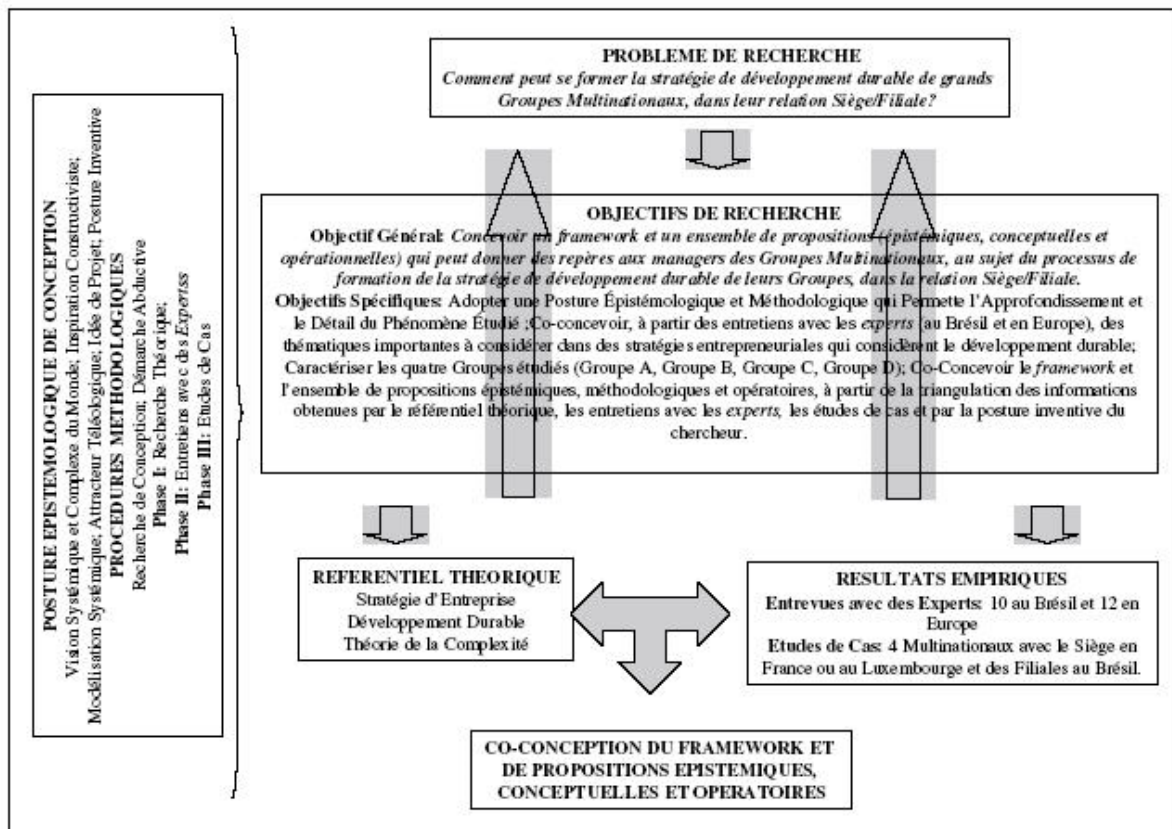 POSTURE EPISTEMOLOGIQUE DE CONCEPTION
Vision Systémique et Complexe du Monde; Inspiration Constructiviste;
Modélisation Systémique; Attracteur Téléologique; Idée de Projet; Posture Inventive
PROCEDURES METHODOLOGIQUES
Recherche de Conception; Démarche Abductive
Phase I: Recherche Théorique;
Phase II: Entretiens avec des Experiss
Phase III: Etudes de Cas
PROBLEME DE RECHERCHE
Comment peut se former la stratégie de développement durable de grands
Groupes Multinationaux, dans leur relation Siège/Filiale?
OBJECTIFS DE RECHERCHE
Objectif Général: Concevoir un framework et un ensemble de propositions (épistémiques, conceptuelles et
opérationnelles) qui peut donner des repères aux managers des Groupes Multinationaux, au sujet du processus de
formation de la stratégie de développement durable de leurs Groupes, dans la relation Siège/Filiale.
Objectifs Spécifiques: Adopter une Posture Épistémologique et Méthodologique qui Permette l'Approfondissement et
le Détail du Phénomène Étudié ;Co-concevoir, à partir des entretiens avec les experts (au Brésil et en Europe), des
thématiques importantes à considérer dans des stratégies entrepreneuriales qui considèrent le développement durable;
Caractériser les quatre Groupes étudiés (Groupe A, Groupe B, Groupe C, Groupe D); Co-Concevoir le framework et
l'ensemble de propositions épistémiques, méthodologiques et opératoires, à partir de la triangulation des informations
obtenues par le référentiel théorique, les entretiens avec les experts, les études de cas et par la posture inventive du
chercheur.
REFERENTIEL THEORIQUE
Stratégie d'Entreprise
Développement Durable
Théorie de la Complexité
RESULTATS EMPIRIQUES
Entrevues avec des Experts: 10 au Brésil et 12 en
Europe
Etudes de Cas: 4 Multinationaux avec le Siège en
France ou au Luxembourge et des Filiales au Brésil.
CO-CONCEPTION DU FRAMEWORK ET
DE PROPOSITIONS EPISTEMIQUES,
CONCEPTUELLES ET OPERATOIRES